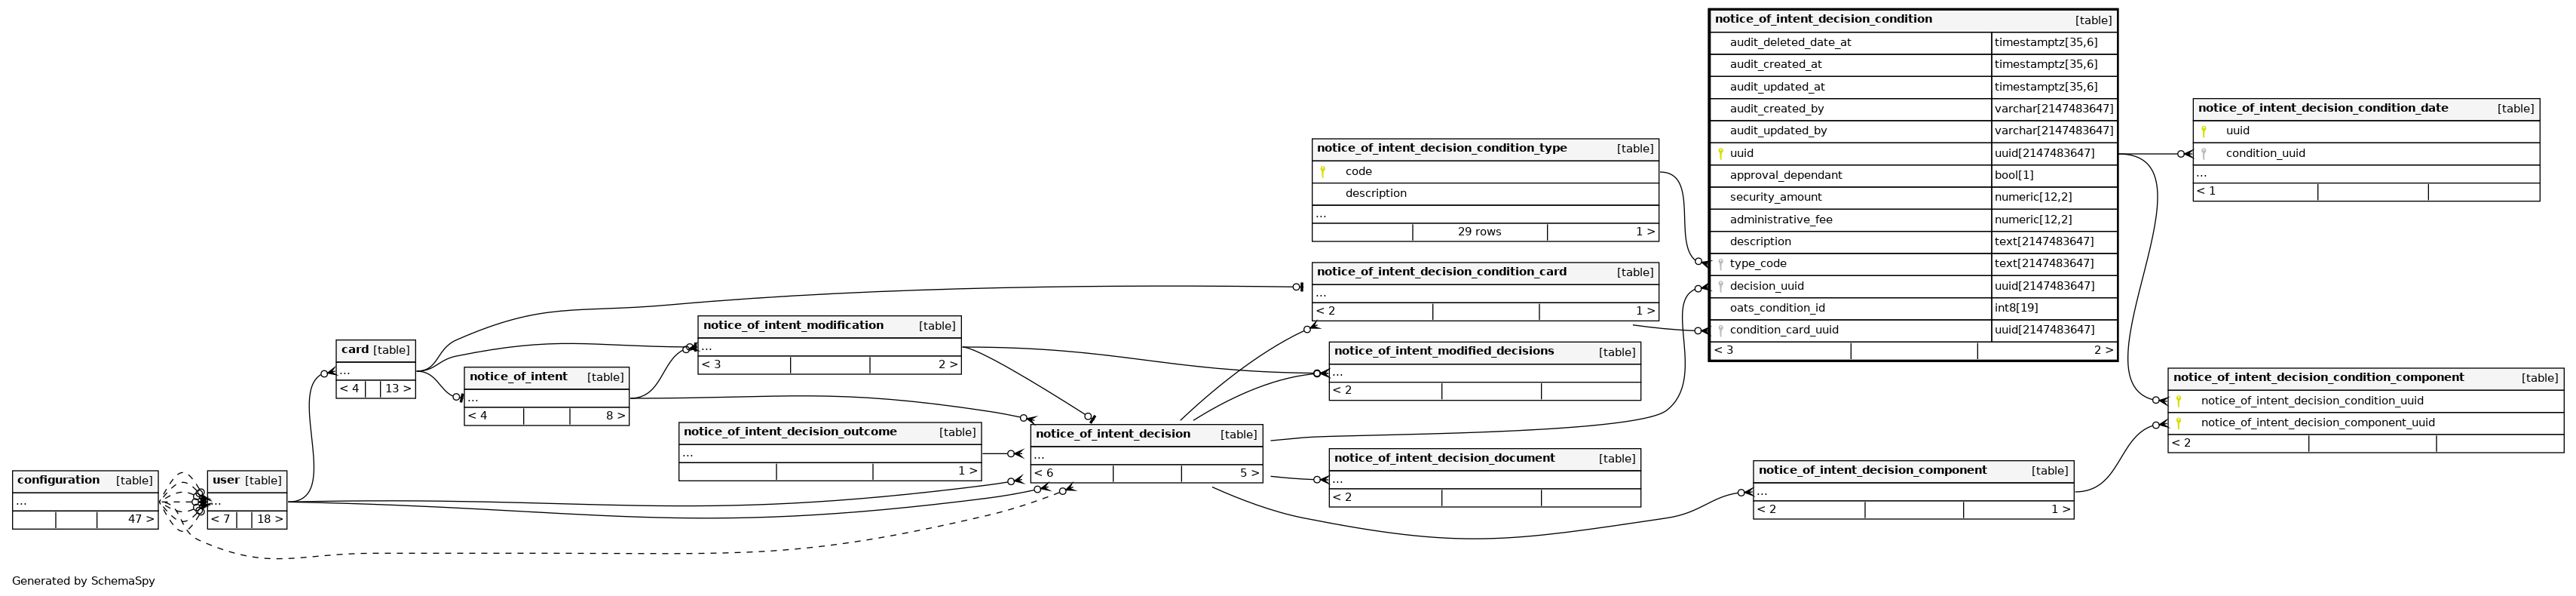 notice_of_intent_decision_condition [table]
audit_deleted_date_at timestamptz[35,6]
audit_created_at timestamptz[35,6]
audit_updated_at timestamptz[35,6]
audit_created_by varchar[2147483647]
audit_updated_by varchar[2147483647]
uuid uuid[2147483647]
approval_dependant bool[1]
security_amount numeric[12,2]
administrative_fee numeric[12,2]
description text[2147483647]
type_code text[2147483647]
decision_uuid uuid[2147483647]
oats_condition_id int8[19]
condition_card_uuid uuid[2147483647]
< 3 2 >
notice_of_intent_decision_condition_date [table]
uuid
condition_uuid
...
< 1
notice_of_intent_decision_condition_type [table]
code
description
...
29 rows 1 >
notice_of_intent_decision_condition_card [table]
...
< 2 1 >
notice_of_intent_modification [table]
...
< 3 2 >
card [table]
...
< 4 13 >
notice_of_intent [table]
...
< 4 8 >
notice_of_intent_modified_decisions [table]
...
< 2
notice_of_intent_decision_condition_component [table]
notice_of_intent_decision_condition_uuid
notice_of_intent_decision_component_uuid
< 2
notice_of_intent_decision_outcome [table]
...
1 >
notice_of_intent_decision [table]
...
< 6 5 >
notice_of_intent_decision_document [table]
...
< 2
notice_of_intent_decision_component [table]
...
< 2 1 >
configuration [table]
...
47 >
user [table]
...
< 7 18 >
Generated by SchemaSpy